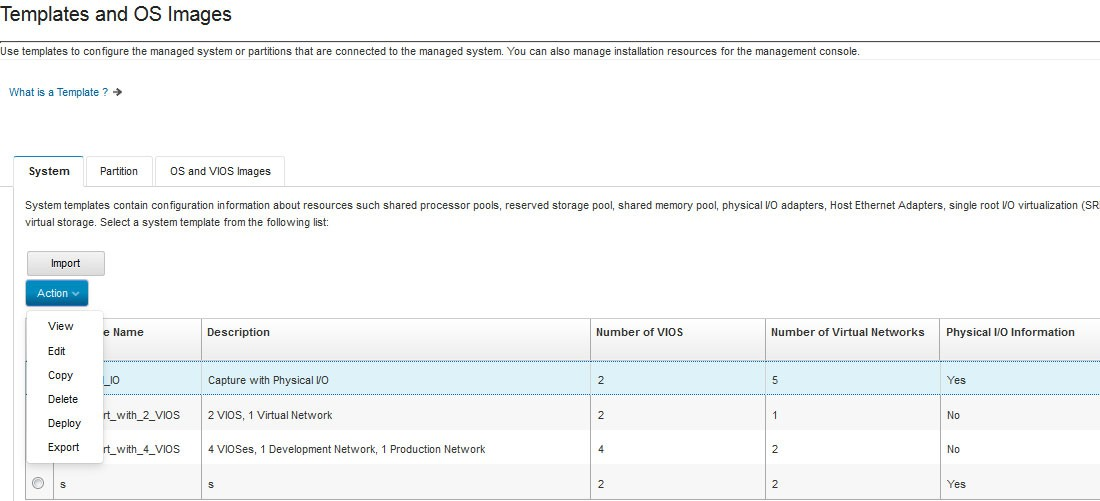 Templates and OS Images
Use templates to configure the managed system or partitions that are connected to the managed system. You can also manage installation resources for the management console.
What is a Template ?
System Partition OS and VIOS Images
System templates contain configuration information about resources such shared processor pools, reserved storage pool, shared memory pool, physical I/O adapters, Host Ethernet Adapters, single root I/O virtualization (SR
virtual storage. Select a system template from the following list:
Import
Action
View
Edit
Copy
Delete
Deploy
Export
e Name Description Number of VIOS Number of Virtual Networks Physical I/O Information
_IO Capture with Physical I/O 2 5 Yes
rt_with_2_VIOS 2 VIOS, 1 Virtual Network 2 1 No
rt_with_4_VIOS 4 VIOSes, 1 Development Network, 1 Production Network 4 2 No
s s 2 2 Yes